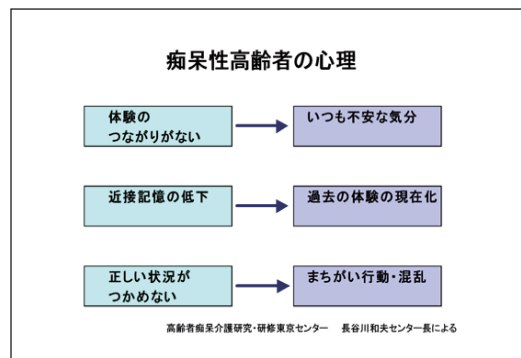 痴呆性高齢者の心理
体験の
つながりがない
いつも不安な気分
近接記憶の低下
過去の体験の現在化
正しい状況が
つかめない
まちがい行動・混乱
高齢者痴呆介護研究・研修東京センター　長谷川和夫センター長による